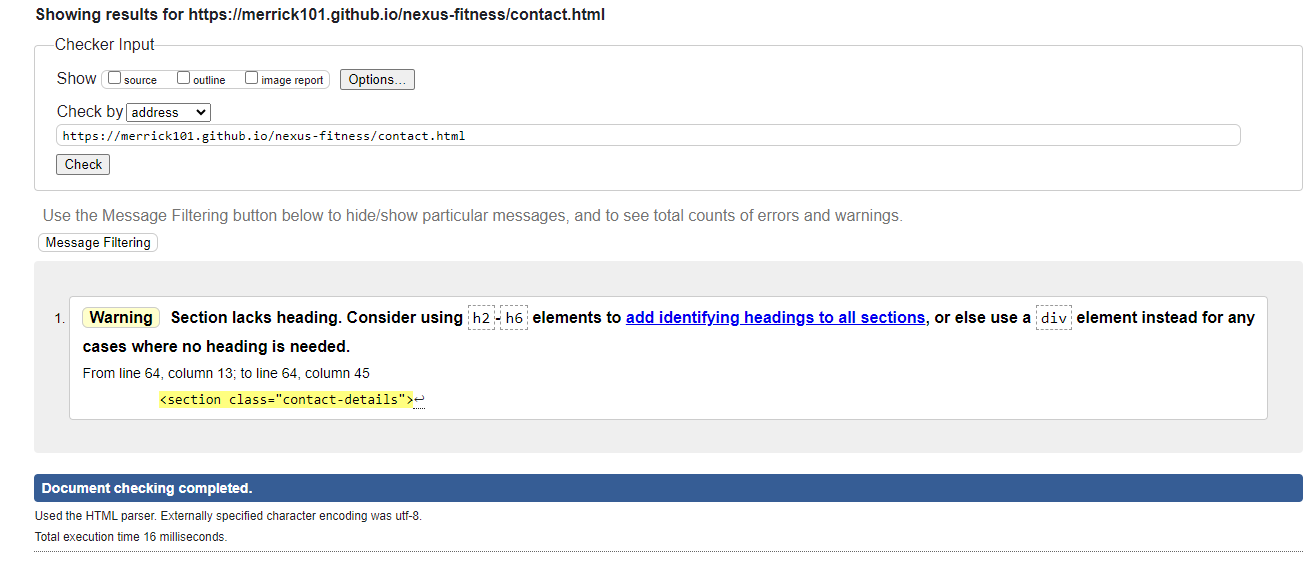 Showing results for https://merrick101.github.io/nexus-fitness/contact.html
Checker Input
Show source outline image report Options...
Check by address
https://merrick101.github.io/nexus-fitness/contact.html
Check
Use the Message Filtering button below to hide/show particular messages, and to see total counts of errors and warnings.
Message Filtering
1. Warning Section lacks heading. Consider using h2-h6 elements to add identifying headings to all sections, or else use a div element instead for any
cases where no heading is needed.
From line 64, column 13; to line 64, column 45
<section class="contact-details">↩
Document checking completed.
Used the HTML parser. Externally specified character encoding was utf-8.
Total execution time 16 milliseconds.